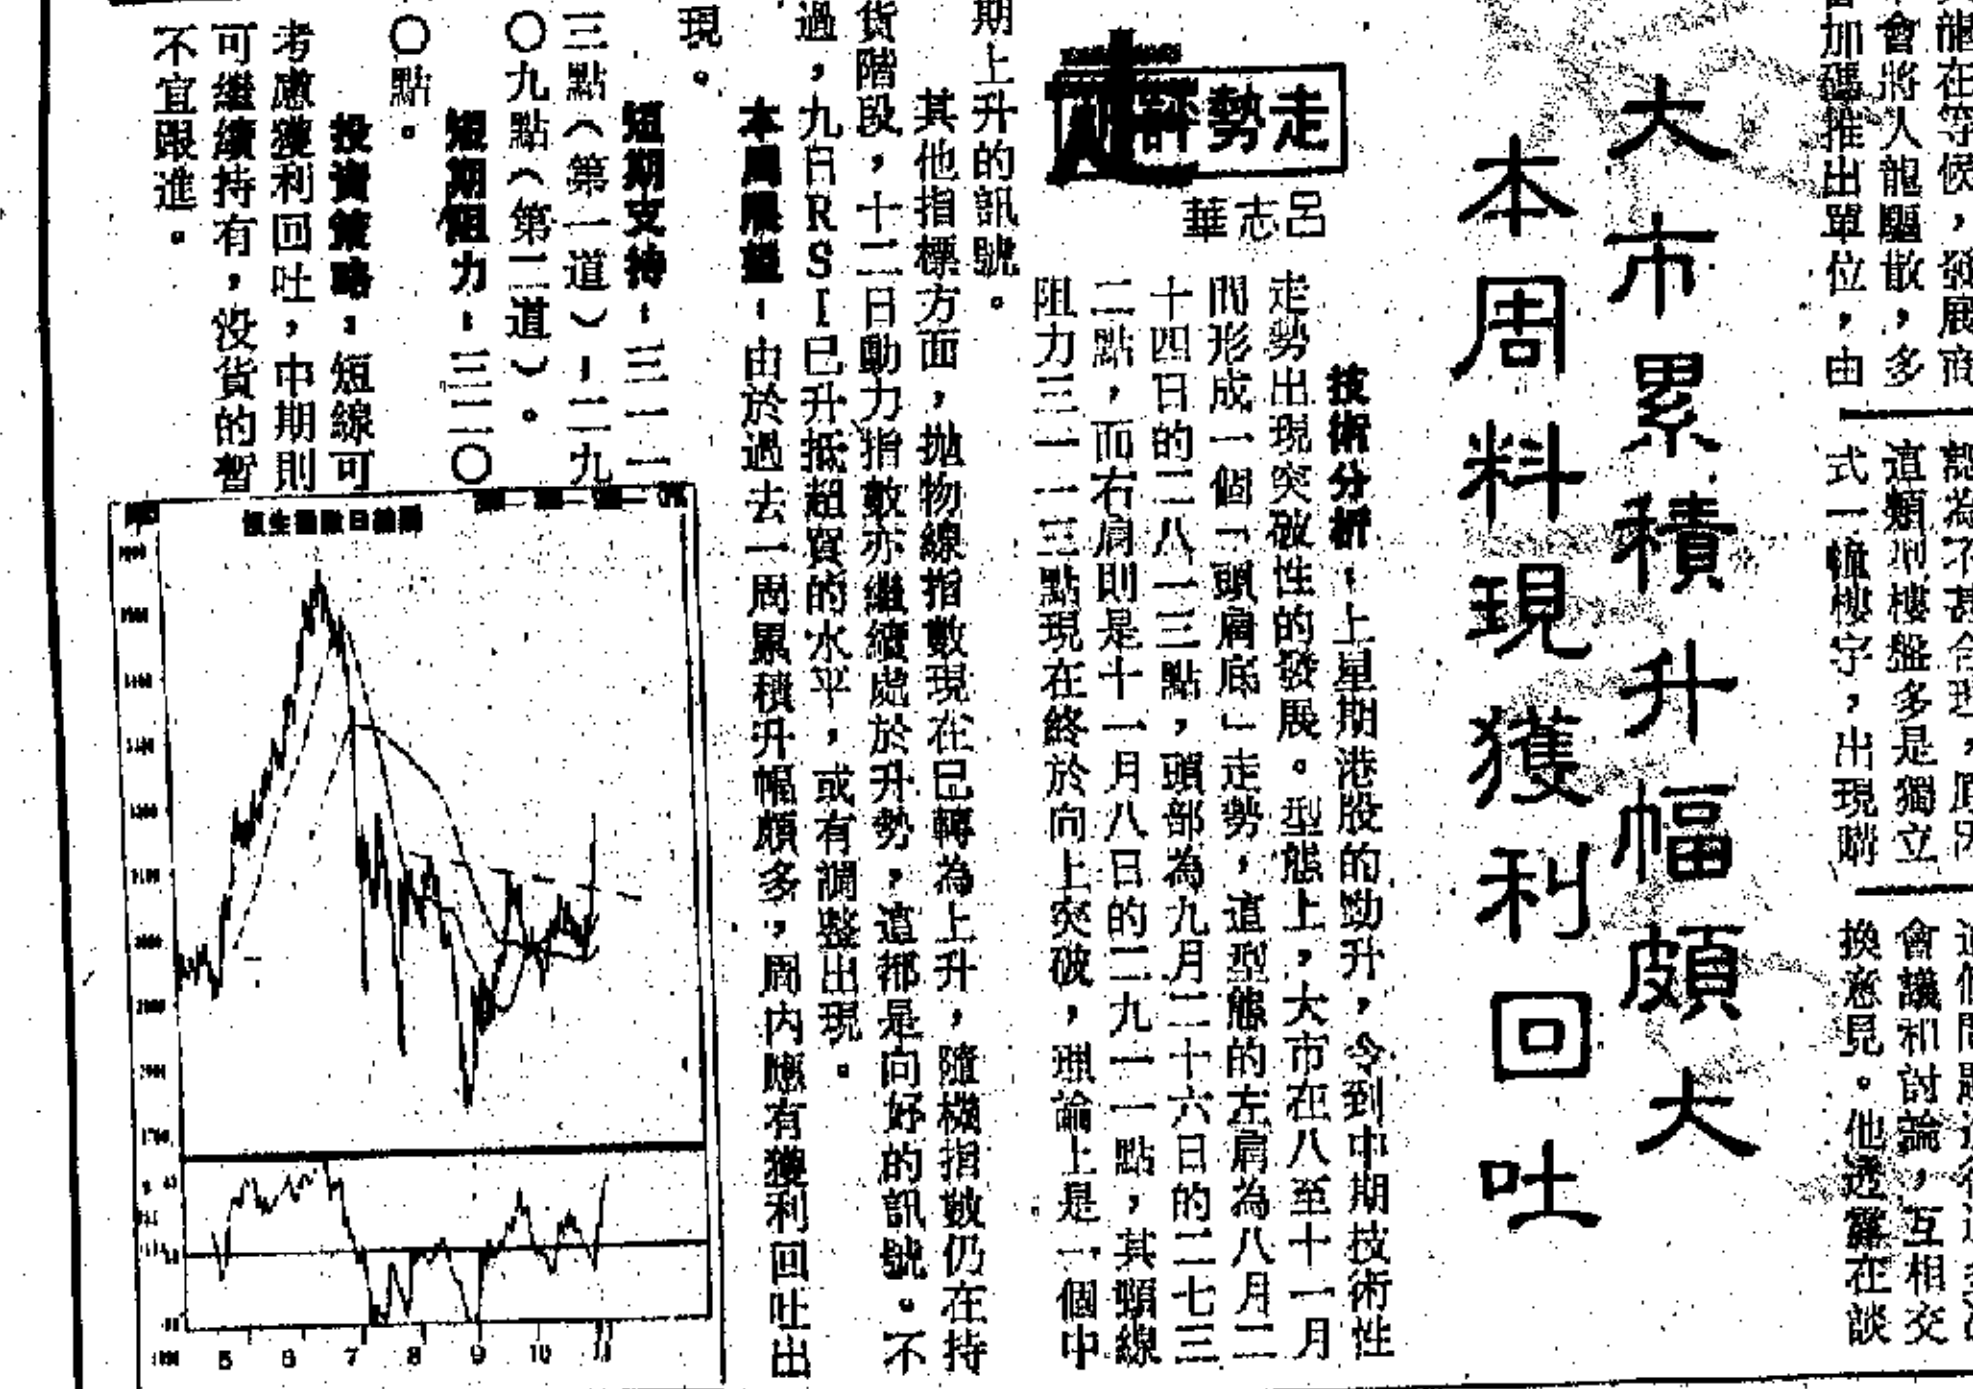 龍在等候，發展商
會將人龍驅散，多
加碼推出單位，由
認為不甚合理，原因
這類型樓盤多是獨立
式一幢樓宇，出現購
會議和討論，互相交
換意見。他透露在談
大市累積升幅頗大
本周料現獲利回吐
走勢評
呂志華
技術分析：上星期港股的勁升，令到中期技術性
走勢出現突破性的發展。型態上，大市在八至十一月
間形成一個「頭肩底」走勢，這型態的左肩為八月二
十四日的二八一三點，頭部為九月二十六日的二七三
二點，而右肩則是十一月八日的二九一一點，其頸線
阻力三一一三點現在終於向上突破，理論上是一個中
期上升的訊號。
其他指標方面，拋物線指數現在已轉為上升，隨機指數仍在持
貨階段，十二日動力指數亦繼續處於升勢，這都是向好的訊號。不
過，九日RSI已升抵超買的水平，或有調整出現。
本周展望：由於過去一周累積升幅頗多，周內應有獲利回吐出
現。
短期支持：三一一
三點（第一道）－二九
〇九點（第二道）。
短期阻力：三三〇
〇點。
投資策略：短線可
考慮獲利回吐，中期則
可繼續持有，沒貨的暫
不宜跟進。
恒生指數日線圖
5 6 7 8 9 10 11